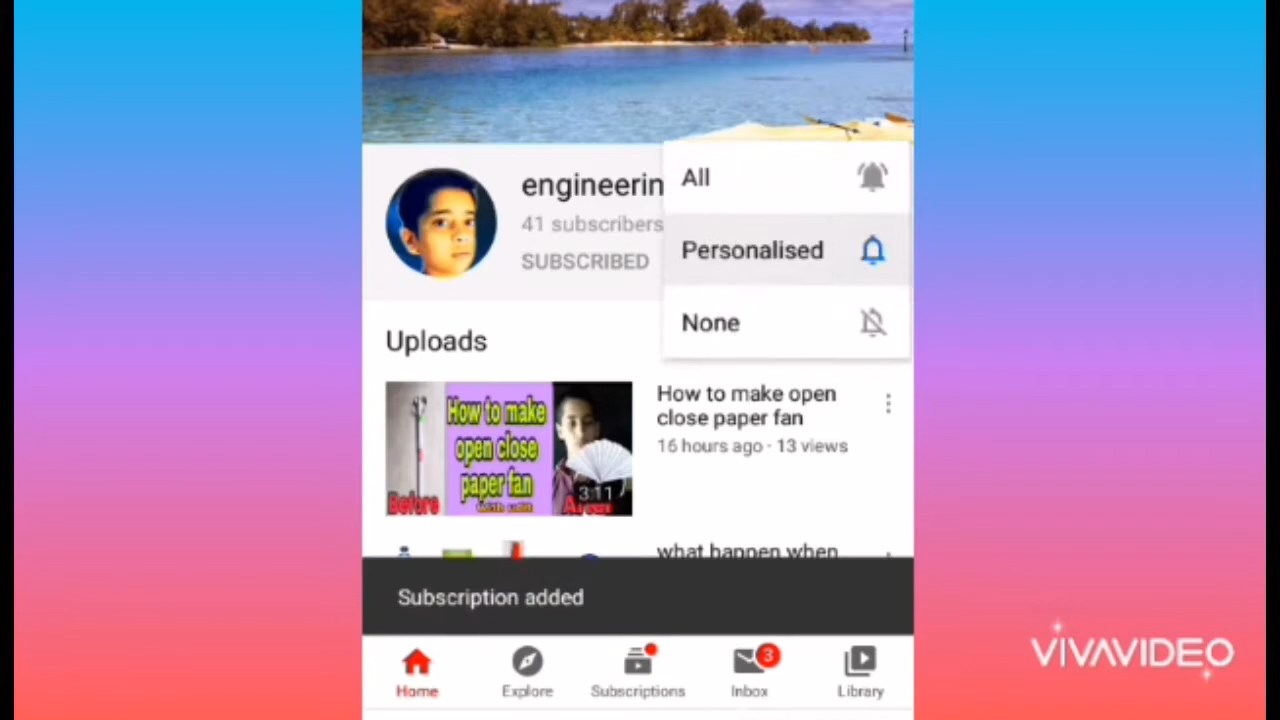 engineerin
41 subscribers
SUBSCRIBED
All
Personalised
None
Uploads
How to make
open close
paper fan
Before
3:11
How to make open
close paper fan
16 hours ago · 13 views
what happen when
Subscription added
Home
Explore
Subscriptions
3
Inbox
Library
VIVAVIDEO